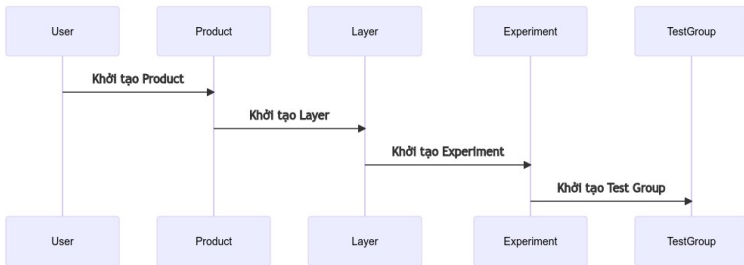 User Product Layer Experiment TestGroup
Khởi tạo Product
Khởi tạo Layer
Khởi tạo Experiment
Khởi tạo Test Group
User Product Layer Experiment TestGroup